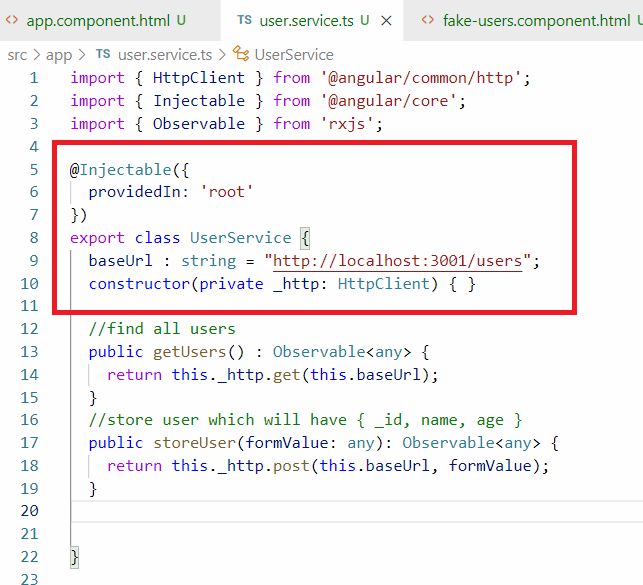 <> app.component.html U TS user.service.ts U × <> fake-users.component.html U
src > app > TS user.service.ts > UserService
1 import { HttpClient } from '@angular/common/http';
2 import { Injectable } from '@angular/core';
3 import { Observable } from 'rxjs';
4
5 @Injectable({
6 providedIn: 'root'
7 })
8 export class UserService {
9 baseUrl : string = "http://localhost:3001/users";
10 constructor(private _http: HttpClient) { }
11
12 //find all users
13 public getUsers() : Observable<any> {
14 return this._http.get(this.baseUrl);
15 }
16 //store user which will have { _id, name, age }
17 public storeUser(formValue: any): Observable<any> {
18 return this._http.post(this.baseUrl, formValue);
19 }
20
21
22 }
23